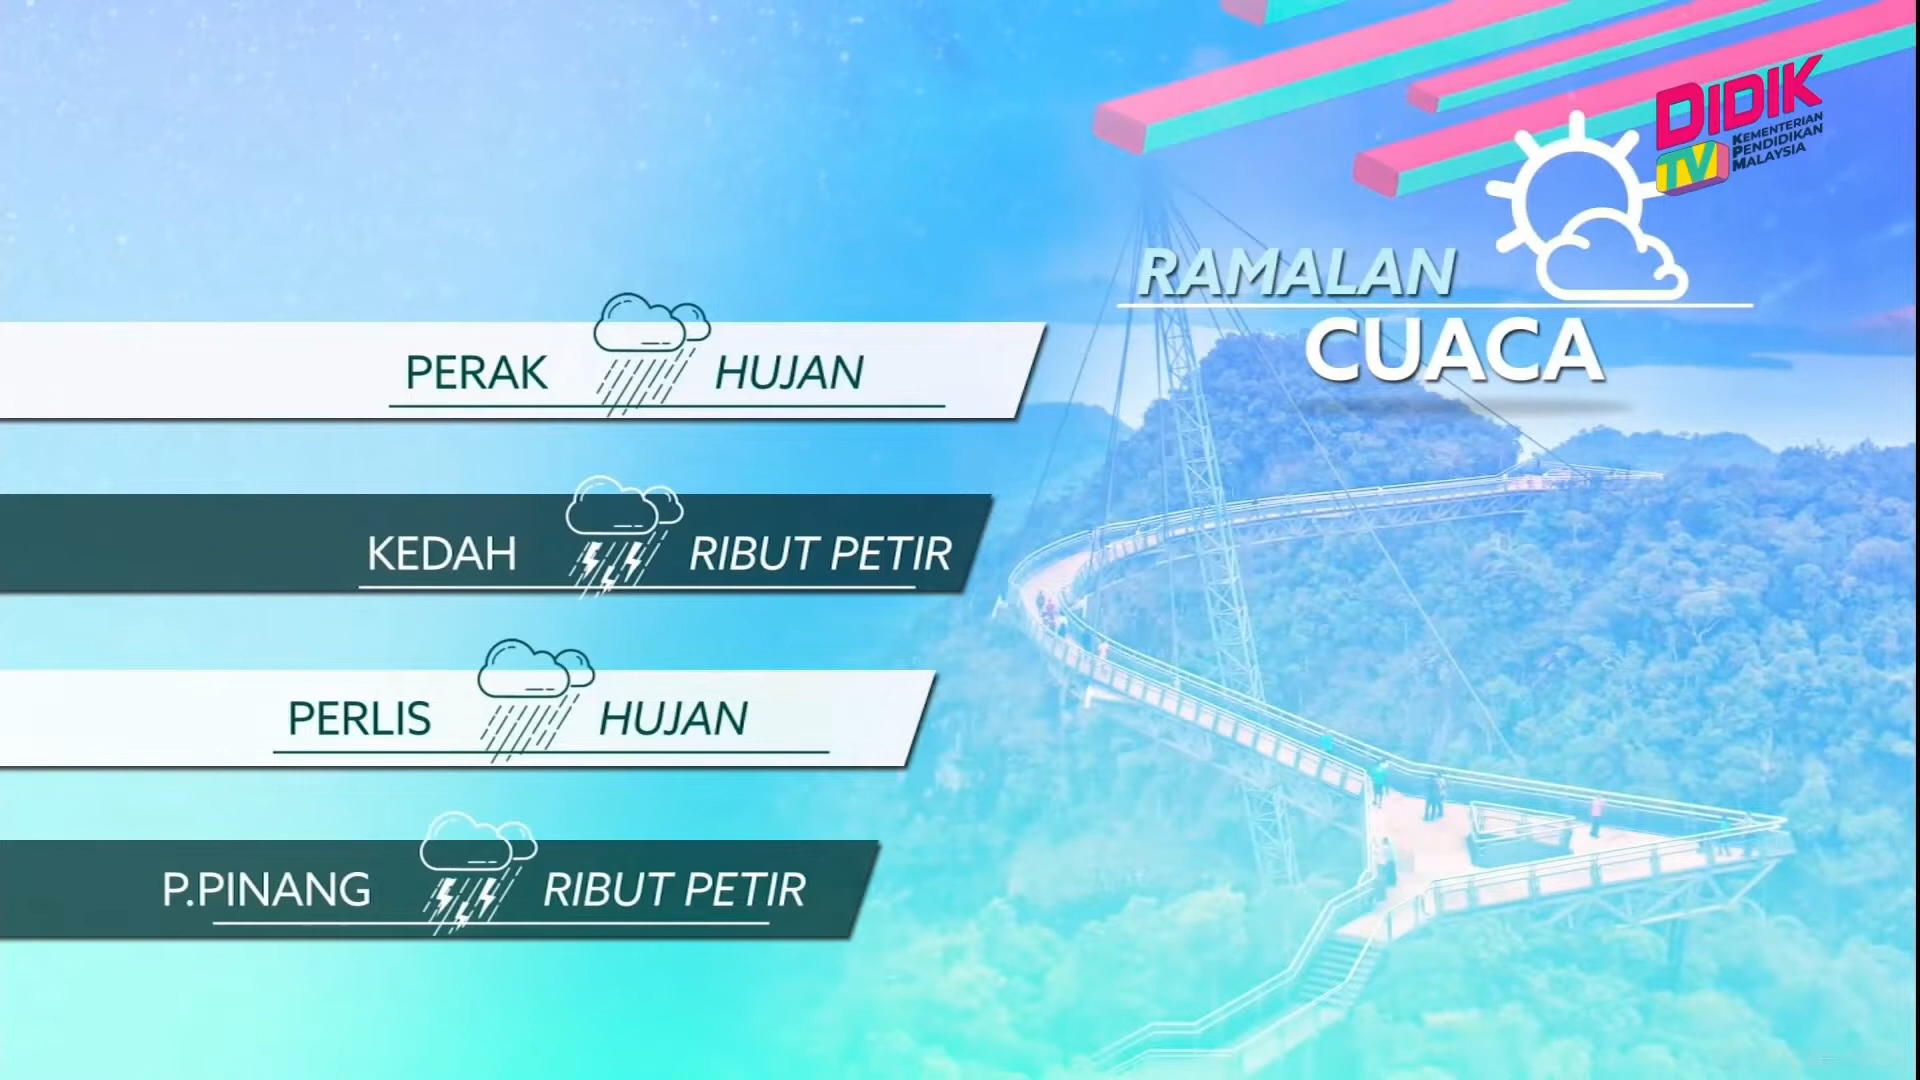 DIDIK
TV
KEMENTERIAN
PENDIDIKAN
MALAYSIA
RAMALAN
CUACA
PERAK HUJAN
KEDAH RIBUT PETIR
PERLIS HUJAN
P.PINANG RIBUT PETIR